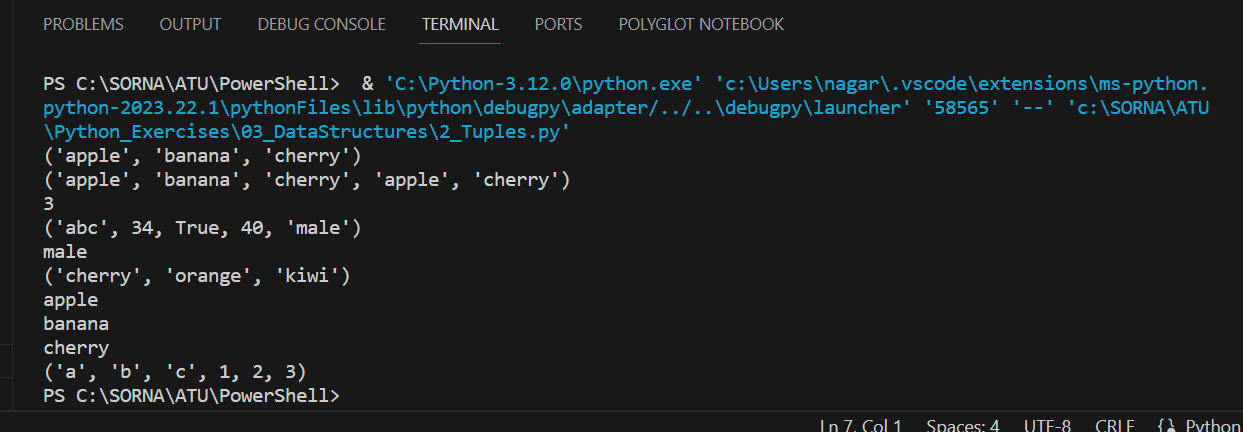 PROBLEMS OUTPUT DEBUG CONSOLE TERMINAL PORTS POLYGLOT NOTEBOOK
PS C:\SORNA\ATU\PowerShell>  & 'C:\Python-3.12.0\python.exe' 'c:\Users\nagar\.vscode\extensions\ms-python.
python-2023.22.1\pythonFiles\lib\python\debugpy\adapter/../..\debugpy\launcher' '58565' '--' 'c:\SORNA\ATU
\Python_Exercises\03_DataStructures\2_Tuples.py'
('apple', 'banana', 'cherry')
('apple', 'banana', 'cherry', 'apple', 'cherry')
3
('abc', 34, True, 40, 'male')
male
('cherry', 'orange', 'kiwi')
apple
banana
cherry
('a', 'b', 'c', 1, 2, 3)
PS C:\SORNA\ATU\PowerShell>
Ln 7, Col 1 Spaces: 4 UTF-8 CRLF Python